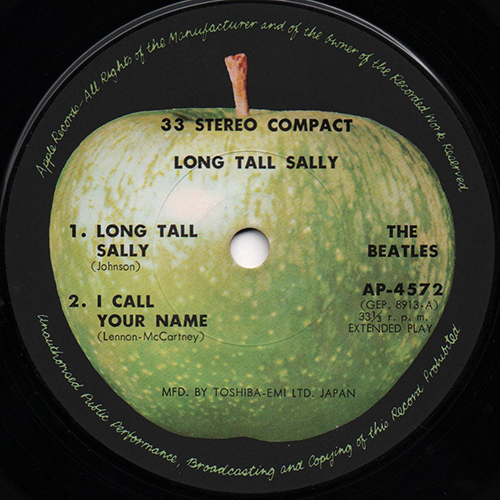 Apple Records - All Rights of the Manufacturer and of the Owner of the Recorded Work Reserved
33 STEREO COMPACT
LONG TALL SALLY
1. LONG TALL
SALLY
(Johnson)
2. I CALL
YOUR NAME
(Lennon-McCartney)
THE
BEATLES
AP-4572
(GEP. 8913-A)
33⅓ r. p. m.
EXTENDED PLAY
MFD. BY TOSHIBA-EMI LTD. JAPAN
Unauthorised Public Performance, Broadcasting and Copying of this Record Prohibited